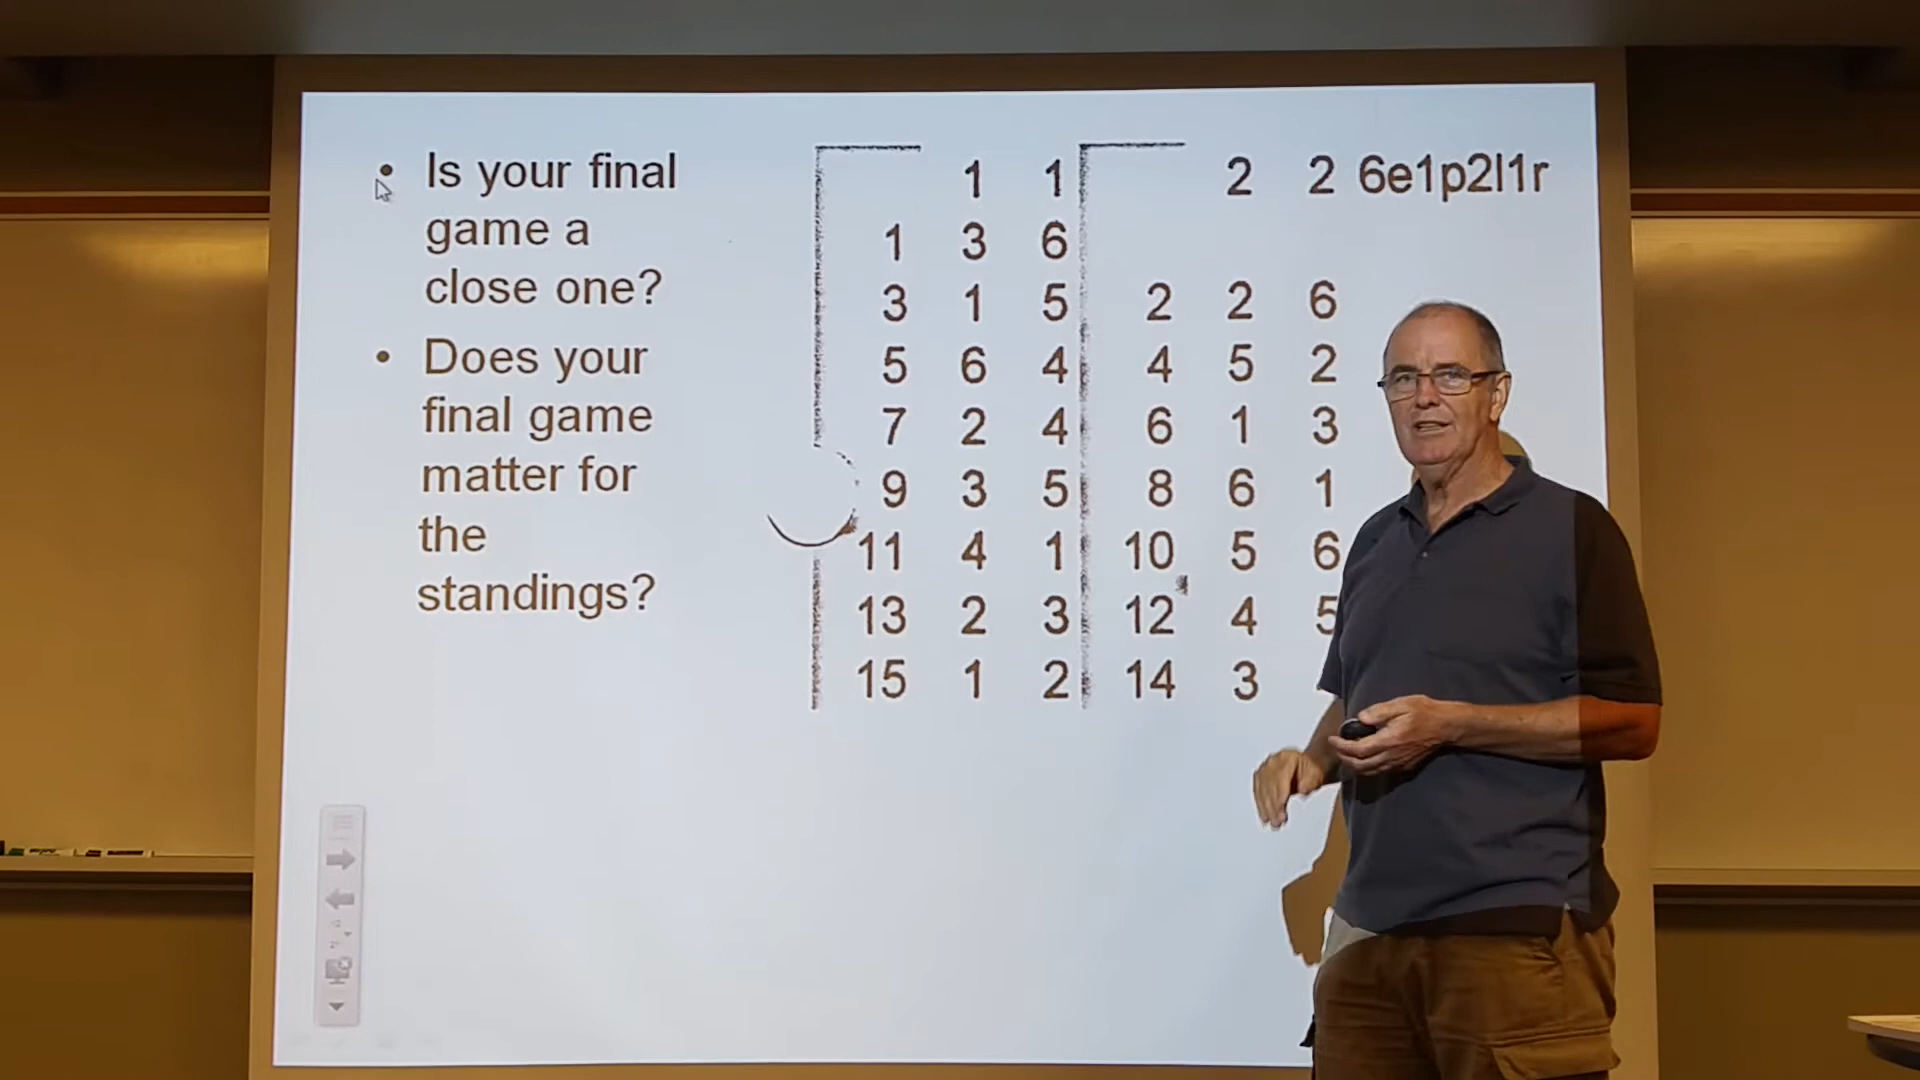 • Is your final
game a
close one?
• Does your
final game
matter for
the
standings?
1 1 2 2 6e1p2l1r
1 3 6
3 1 5 2 2 6
5 6 4 4 5 2
7 2 4 6 1 3
9 3 5 8 6 1
11 4 1 10 5 6
13 2 3 12 4 5
15 1 2 14 3